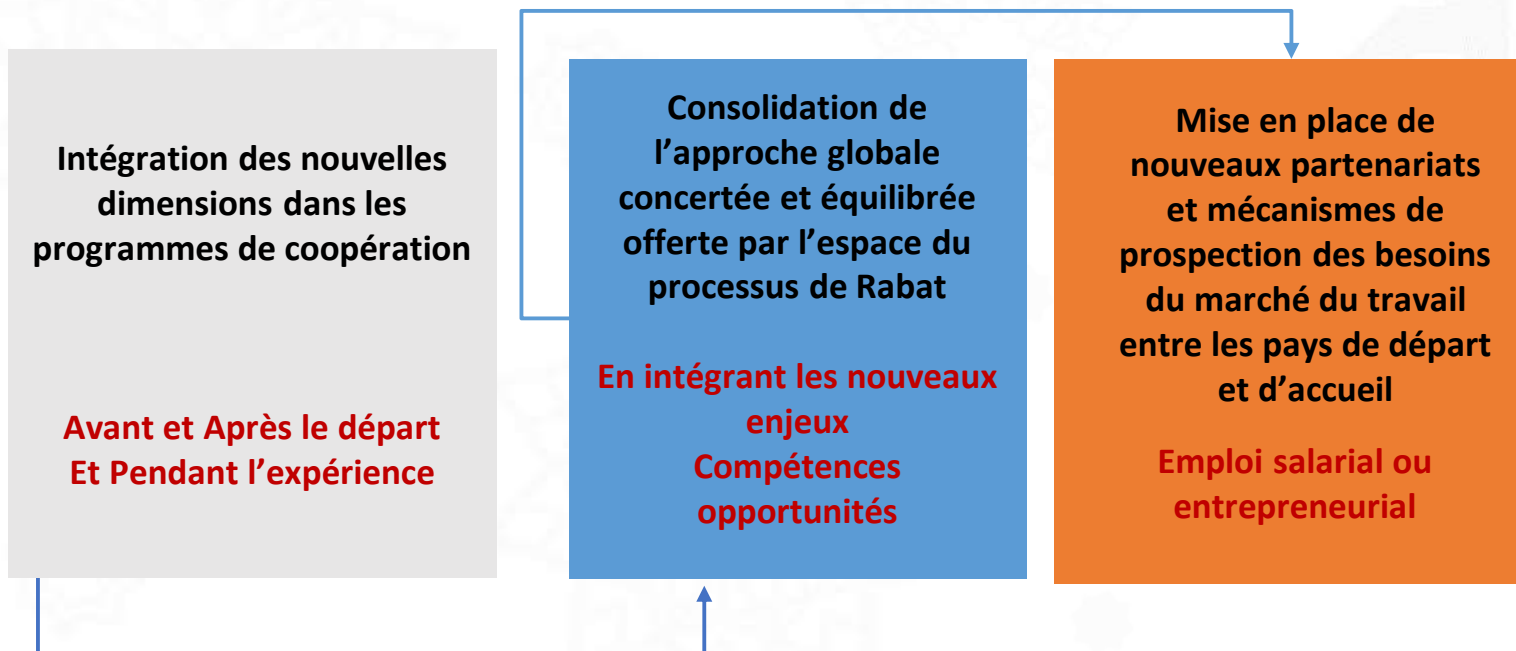 Intégration des nouvelles
dimensions dans les
programmes de coopération
Avant et Après le départ
Et Pendant l’expérience
Consolidation de
l’approche globale
concertée et équilibrée
offerte par l’espace du
processus de Rabat
En intégrant les nouveaux
enjeux
Compétences
opportunités
Mise en place de
nouveaux partenariats
et mécanismes de
prospection des besoins
du marché du travail
entre les pays de départ
et d’accueil
Emploi salarial ou
entrepreneurial